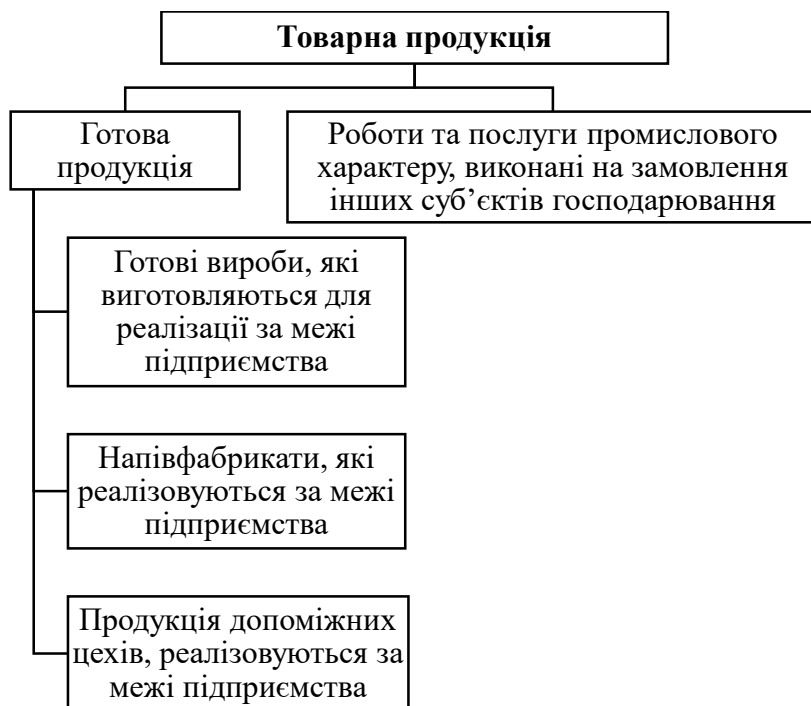 Товарна продукція
Готова
продукція
Роботи та послуги промислового
характеру, виконані на замовлення
інших суб’єктів господарювання
Готові вироби, які
виготовляються для
реалізації за межі
підприємства
Напівфабрикати, які
реалізовуються за межі
підприємства
Продукція допоміжних
цехів, реалізовуються за
межі підприємства